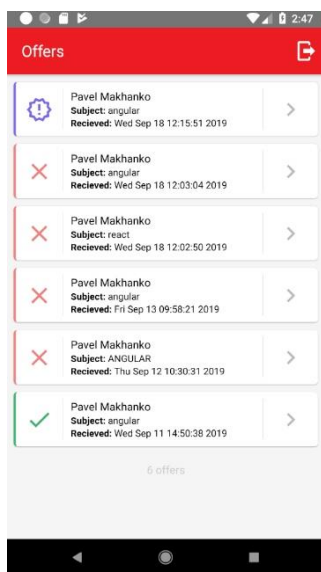 2:47
Offers
Pavel Makhanko
Subject: angular
Recieved: Wed Sep 18 12:15:51 2019
Pavel Makhanko
Subject: angular
Recieved: Wed Sep 18 12:03:04 2019
Pavel Makhanko
Subject: react
Recieved: Wed Sep 18 12:02:50 2019
Pavel Makhanko
Subject: angular
Recieved: Fri Sep 13 09:58:21 2019
Pavel Makhanko
Subject: ANGULAR
Recieved: Thu Sep 12 10:30:31 2019
Pavel Makhanko
Subject: angular
Recieved: Wed Sep 11 14:50:38 2019
6 offers